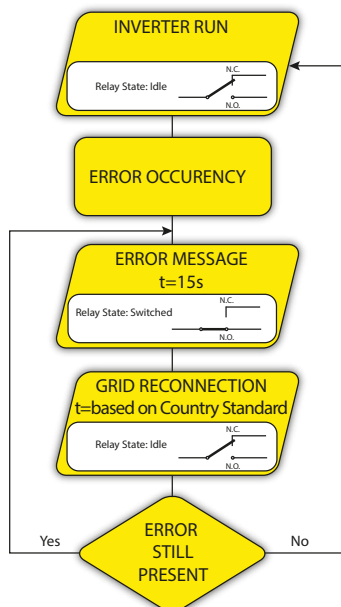 INVERTER RUN
N.C.
Relay State: Idle
N.O.
ERROR OCCURENCY
ERROR MESSAGE
t=15s
N.C.
Relay State: Switched
N.O.
GRID RECONNECTION
t=based on Country Standard
N.C.
Relay State: Idle
N.O.
Yes
ERROR
STILL
PRESENT
No